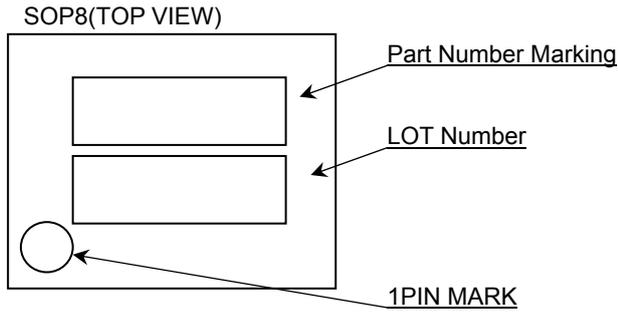 SOP8(TOP VIEW)
Part Number Marking
LOT Number
1PIN MARK